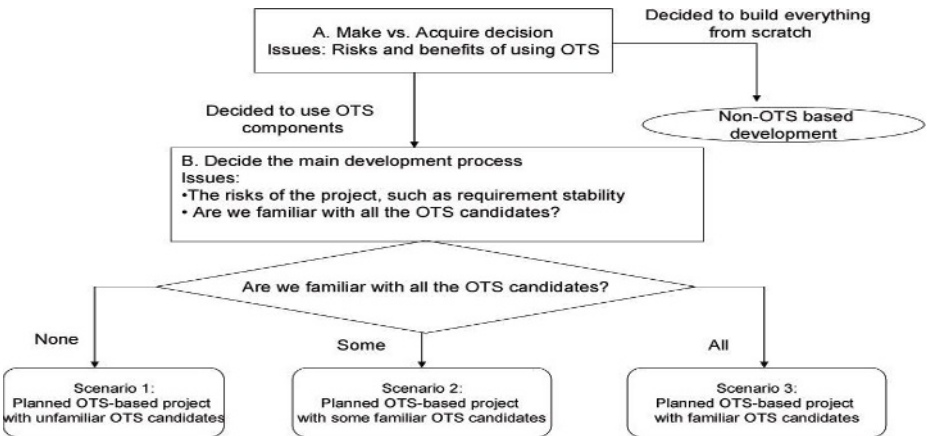 A. Make vs. Acquire decision
Issues: Risks and benefits of using OTS
Decided to build everything
from scratch
Decided to use OTS
components
Non-OTS based
development
B. Decide the main development process
Issues:
•The risks of the project, such as requirement stability
• Are we familiar with all the OTS candidates?
Are we familiar with all the OTS candidates?
None
Some
All
Scenario 1:
Planned OTS-based project
with unfamiliar OTS candidates
Scenario 2:
Planned OTS-based project
with some familiar OTS candidates
Scenario 3:
Planned OTS-based project
with familiar OTS candidates